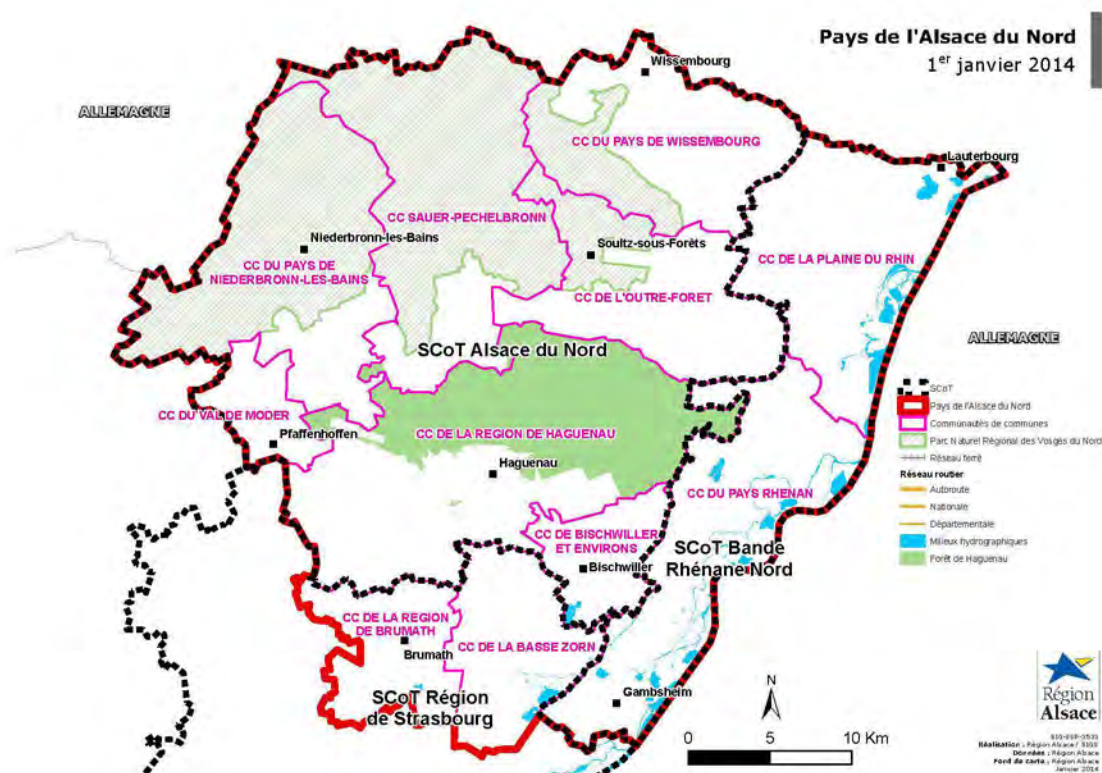 Pays de l'Alsace du Nord
1er janvier 2014
Wissembourg
ALLEMAGNE
CC DU PAYS DE WISSEMBOURG
Lauterbourg
CC SAUER-PECHELBRONN
Niederbronn-les-Bains
Soultz-sous-Forêts
CC DU PAYS DE
NIEDERBRONN-LES-BAINS
CC DE LA PLAINE DU RHIN
CC DE L'OUTRE-FORET
ALLEMAGNE
SCoT Alsace du Nord
SCoT
Pays de l'Alsace du Nord
Communautés de communes
Parc Naturel Régional des Vosges du Nord
Réseau ferré
Réseau routier
Autoroute
Nationale
Départementale
Milieux hydrographiques
Forêt de Haguenau
CC DU VAL DE MODER
Pfaffenhoffen
CC DE LA REGION DE HAGUENAU
Haguenau
CC DU PAYS RHENAN
CC DE BISCHWILLER
ET ENVIRONS
SCoT Bande
Rhénane Nord
Bischwiller
CC DE LA REGION
DE BRUMATH
CC DE LA BASSE ZORN
Brumath
SCoT Région
de Strasbourg
Gambsheim
N
0 5 10 Km
Région
Alsace
Réalisation : Région Alsace /
Données : Région Alsace
Fond de carte : Région Alsace
Janvier 2014